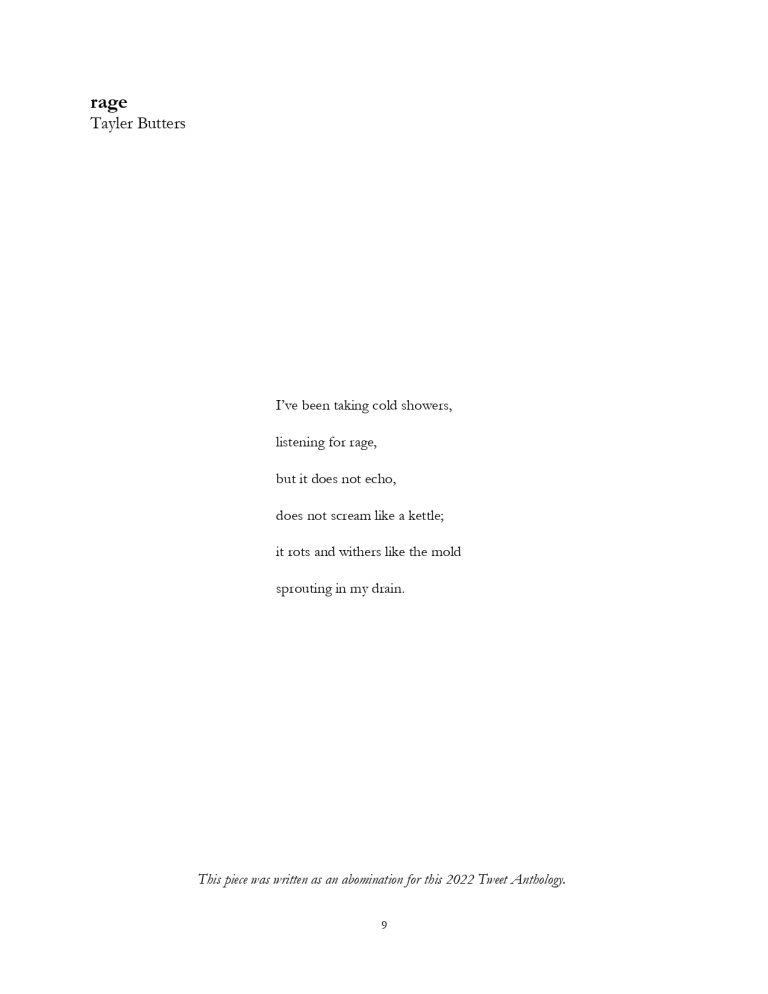 rage
Tayler Butters
I’ve been taking cold showers,
listening for rage,
but it does not echo,
does not scream like a kettle;
it rots and withers like the mold
sprouting in my drain.
This piece was written as an abomination for this 2022 Tweet Anthology.
9